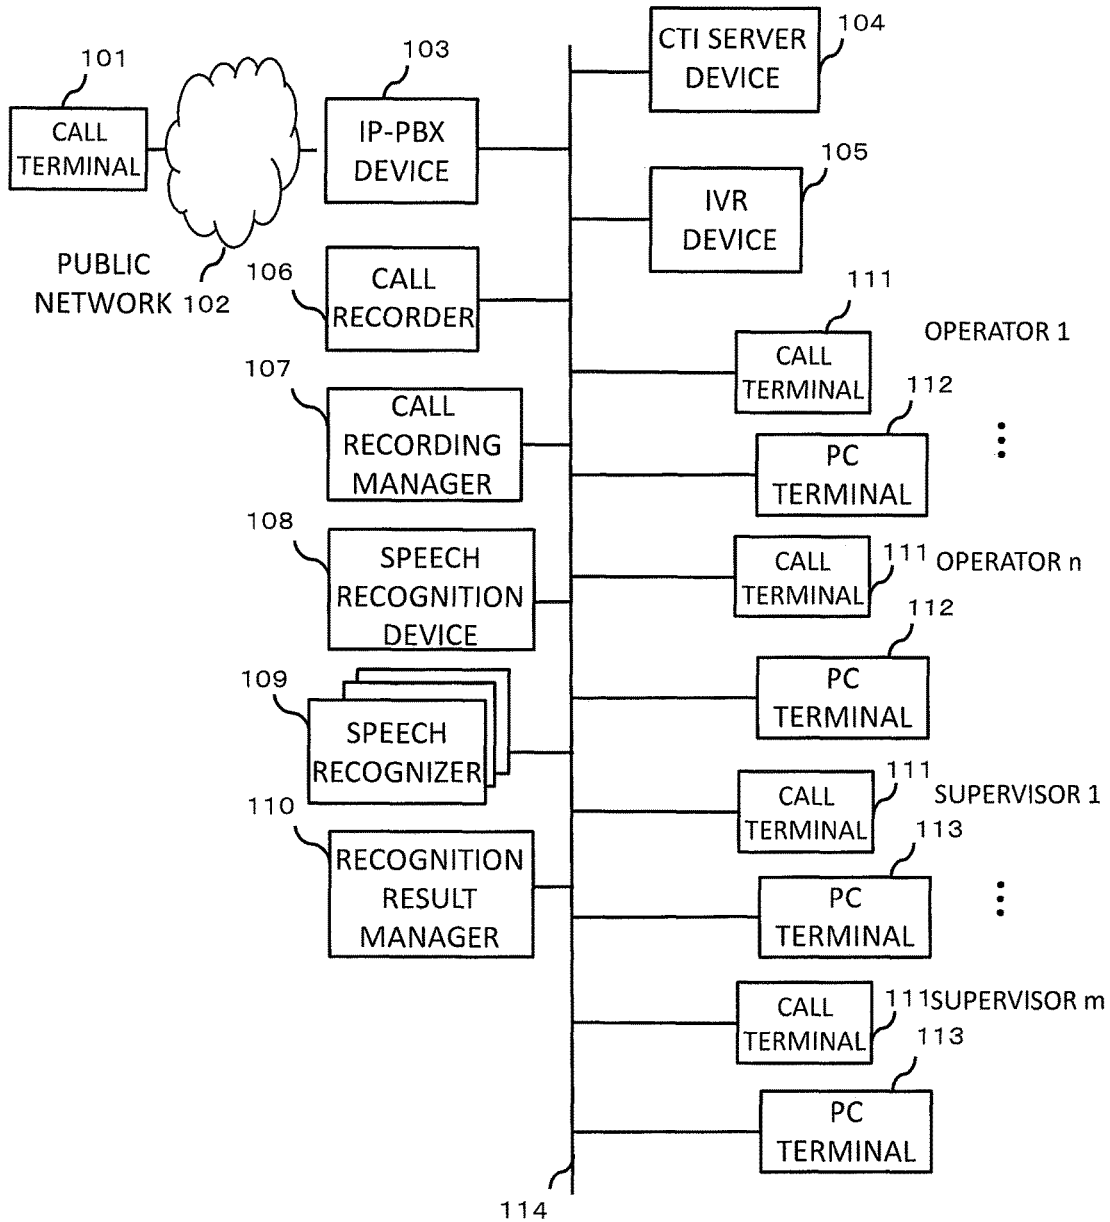 101
CALL
TERMINAL
PUBLIC
NETWORK 102
103
IP-PBX
DEVICE
CTI SERVER
DEVICE
104
IVR
DEVICE
105
106
CALL
RECORDER
107
CALL
RECORDING
MANAGER
108
SPEECH
RECOGNITION
DEVICE
109
SPEECH
RECOGNIZER
110
RECOGNITION
RESULT
MANAGER
111
CALL
TERMINAL
OPERATOR 1
112
PC
TERMINAL
CALL
TERMINAL
111 OPERATOR n
112
PC
TERMINAL
CALL
TERMINAL
111 SUPERVISOR 1
113
PC
TERMINAL
CALL
TERMINAL
111 SUPERVISOR m
113
PC
TERMINAL
114